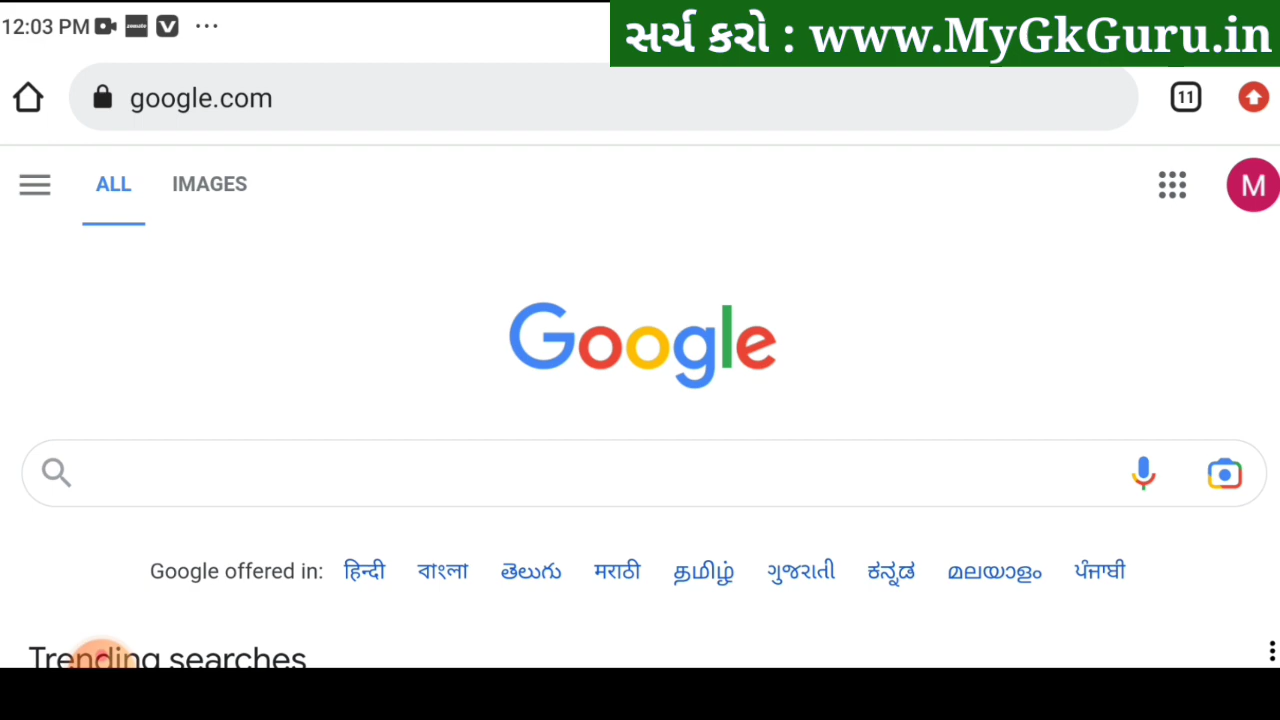 12:03 PM
સર્ચ કરો : www.MyGkGuru.in
google.com
11
ALL IMAGES
M
Google
Google offered in: हिन्दी বাংলা తెలుగు मराठी தமிழ் ગુજરાતી ಕನ್ನಡ മലയാളം ਪੰਜਾਬੀ
Trending searches